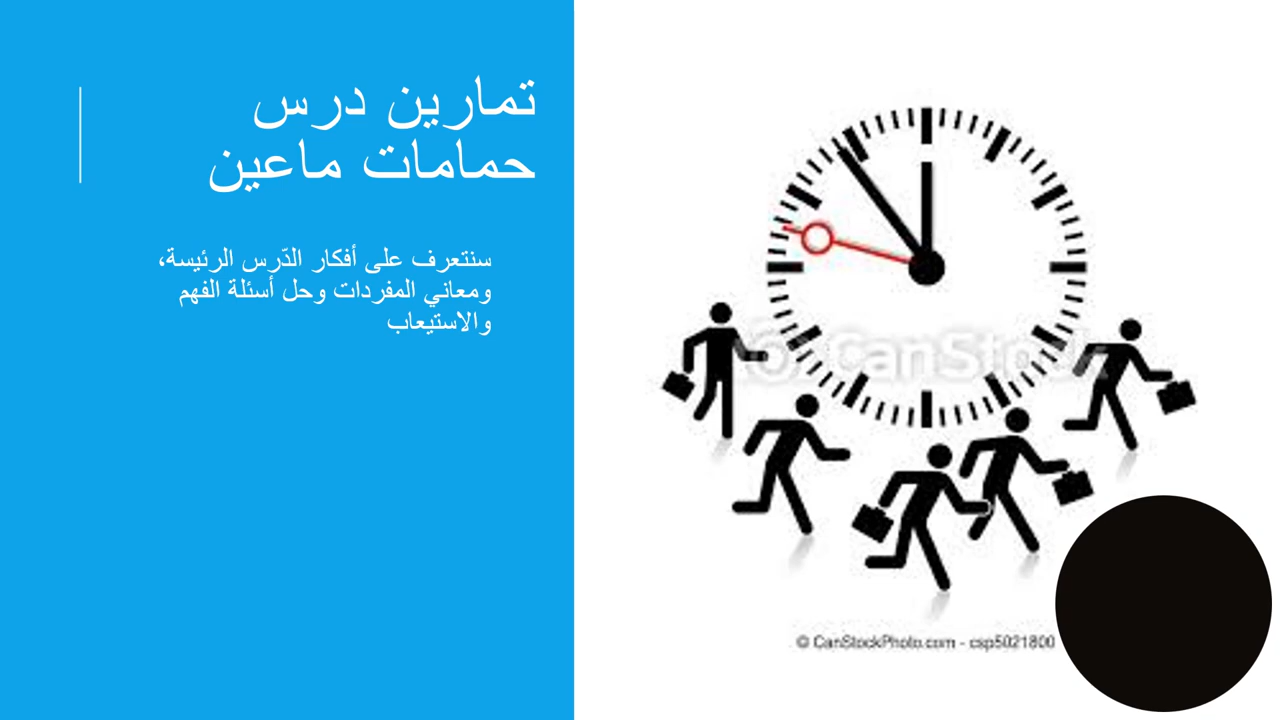 تمارين درس
حمامات ماعين
سنتعرف على أفكار الدّرس الرئيسة،
ومعاني المفردات وحل أسئلة الفهم
والاستيعاب
CanStock
© CanStockPhoto.com - csp5021800